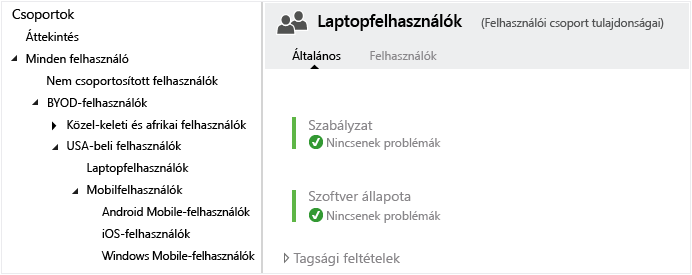 Csoportok
Áttekintés
Minden felhasználó
Nem csoportosított felhasználók
BYOD-felhasználók
Közel-keleti és afrikai felhasználók
USA-beli felhasználók
Laptopfelhasználók
Mobilfelhasználók
Android Mobile-felhasználók
iOS-felhasználók
Windows Mobile-felhasználók
Laptopfelhasználók (Felhasználói csoport tulajdonságai)
Általános Felhasználók
Szabályzat
Nincsenek problémák
Szoftver állapota
Nincsenek problémák
Tagsági feltételek